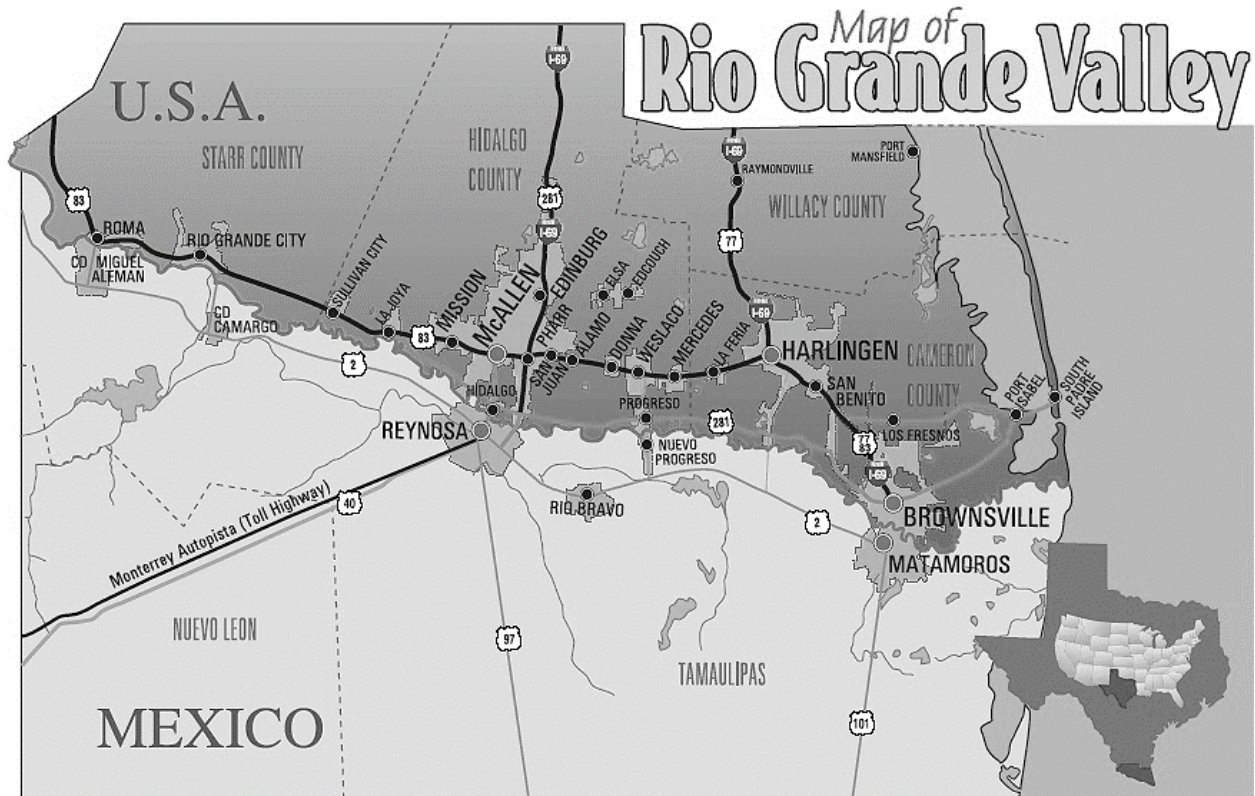 Map of
Rio Grande Valley
U.S.A.
STARR COUNTY
HIDALGO
COUNTY
I-69
PORT
MANSFIELD
I-69
RAYMONDVILLE
WILLACY COUNTY
83
281
I-69
77
ROMA
RIO GRANDE CITY
CD MIGUEL
ALEMAN
CD
CAMARGO
SULLIVAN CITY
LA JOYA
83
MISSION
McALLEN
EDINBURG
PHARR
SAN
JUAN
ALAMO
ELSA
EDCOUCH
DONNA
WESLACO
MERCEDES
LA FERIA
I-69
HARLINGEN
CAMERON
COUNTY
SAN
BENITO
PORT
ISABEL
SOUTH
PADRE
ISLAND
2
HIDALGO
PROGRESO
281
LOS FRESNOS
REYNOSA
NUEVO
PROGRESO
77
83
I-69
Monterrey Autopista (Toll Highway)
40
RIO BRAVO
2
BROWNSVILLE
MATAMOROS
NUEVO LEON
97
TAMAULIPAS
MEXICO
101